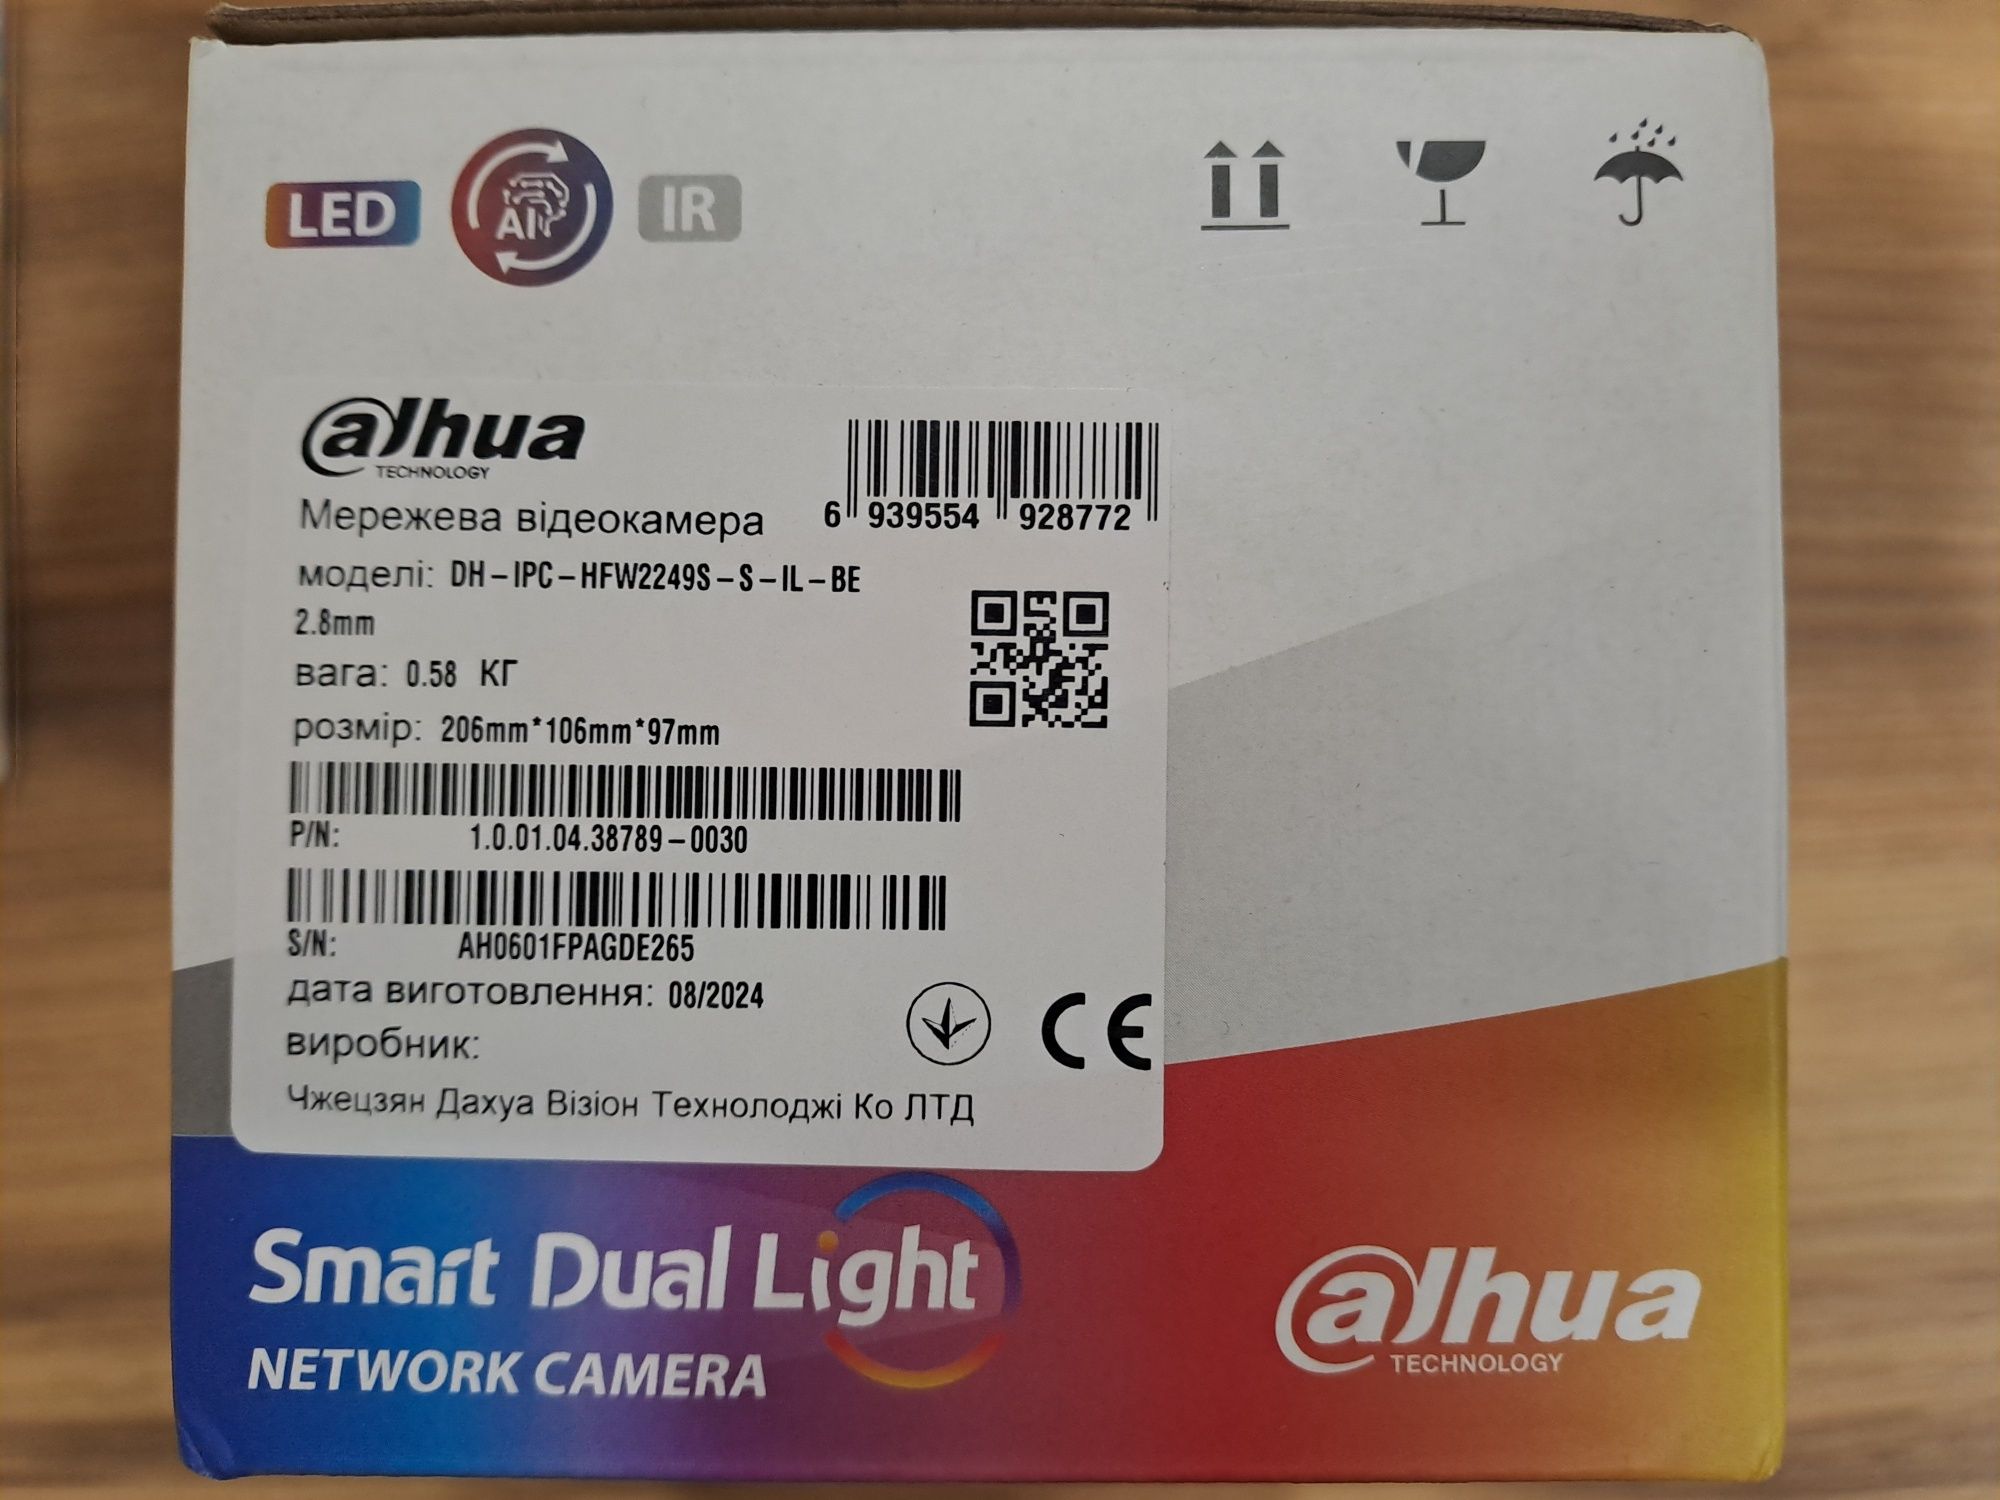 LED AI IR
alhua
TECHNOLOGY
Мережева відеокамера
6 939554 928772
моделі: DH-IPC-HFW2249S-S-IL-BE
2.8mm
вага: 0.58 КГ
розмір: 206mm*106mm*97mm
P/N: 1.0.01.04.38789-0030
S/N: AH0601FPAGDE265
дата виготовлення: 08/2024
виробник:
CE
Чжецзян Дахуа Візіон Технолоджі Ко ЛТД
Smart Dual Light
NETWORK CAMERA
alhua
TECHNOLOGY